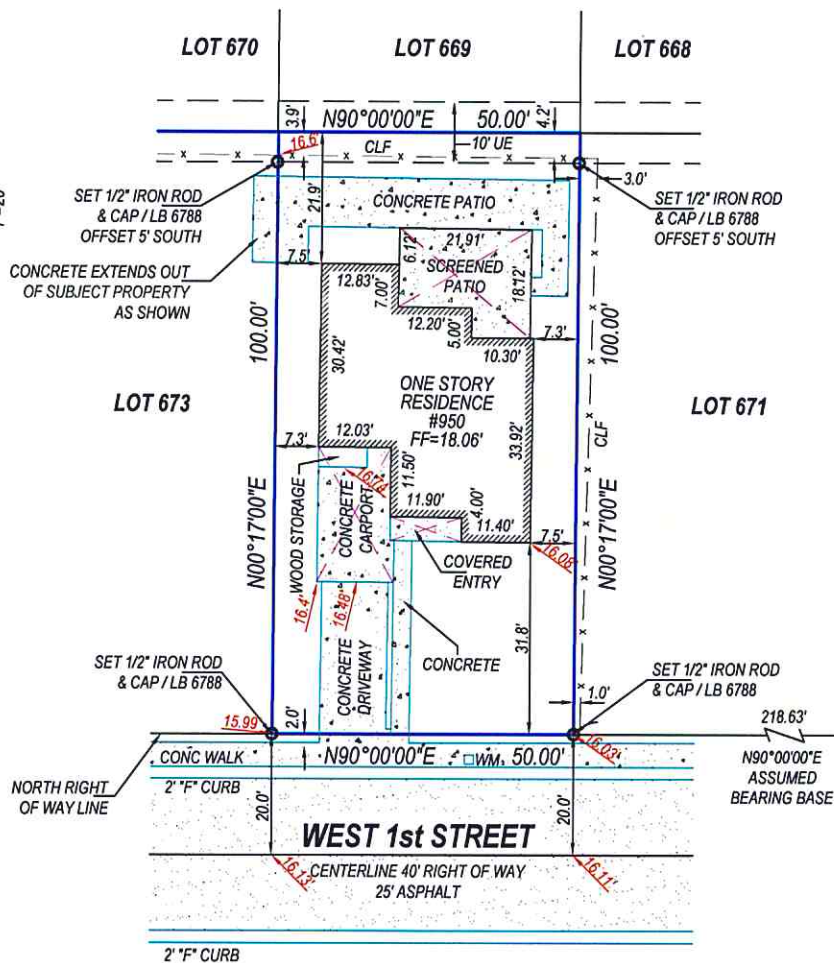 LOT 670
LOT 669
LOT 668
3.9'
N90°00'00"E
50.00'
4.2'
16.6'
CLF
10' UE
1"=20'
SET 1/2" IRON ROD
& CAP / LB 6788
OFFSET 5' SOUTH
21.9'
CONCRETE PATIO
3.0'
SET 1/2" IRON ROD
& CAP / LB 6788
OFFSET 5' SOUTH
CONCRETE EXTENDS OUT
OF SUBJECT PROPERTY
AS SHOWN
7.5'
6.12'
21.91'
SCREENED
PATIO
18.12'
12.83'
7.00'
12.20'
5.00'
10.30'
7.3'
100.00'
100.00'
30.42'
ONE STORY
RESIDENCE
#950
FF=18.06'
33.92'
LOT 673
LOT 671
CLF
7.3'
12.03'
N00°17'00"E
WOOD STORAGE
16.74'
CONCRETE
CARPORT
11.50'
11.90'
4.00'
11.40'
7.5'
16.08'
N00°17'00"E
COVERED
ENTRY
16.4'
16.48'
31.8'
CONCRETE
CONCRETE
DRIVEWAY
SET 1/2" IRON ROD
& CAP / LB 6788
SET 1/2" IRON ROD
& CAP / LB 6788
15.99
2.0'
1.0'
218.63'
16.03'
CONC WALK
N90°00'00"E
WM
50.00'
N90°00'00"E
ASSUMED
BEARING BASE
NORTH RIGHT
OF WAY LINE
2' "F" CURB
20.0'
20.0'
WEST 1st STREET
16.13'
CENTERLINE 40' RIGHT OF WAY
25' ASPHALT
16.11'
2' "F" CURB